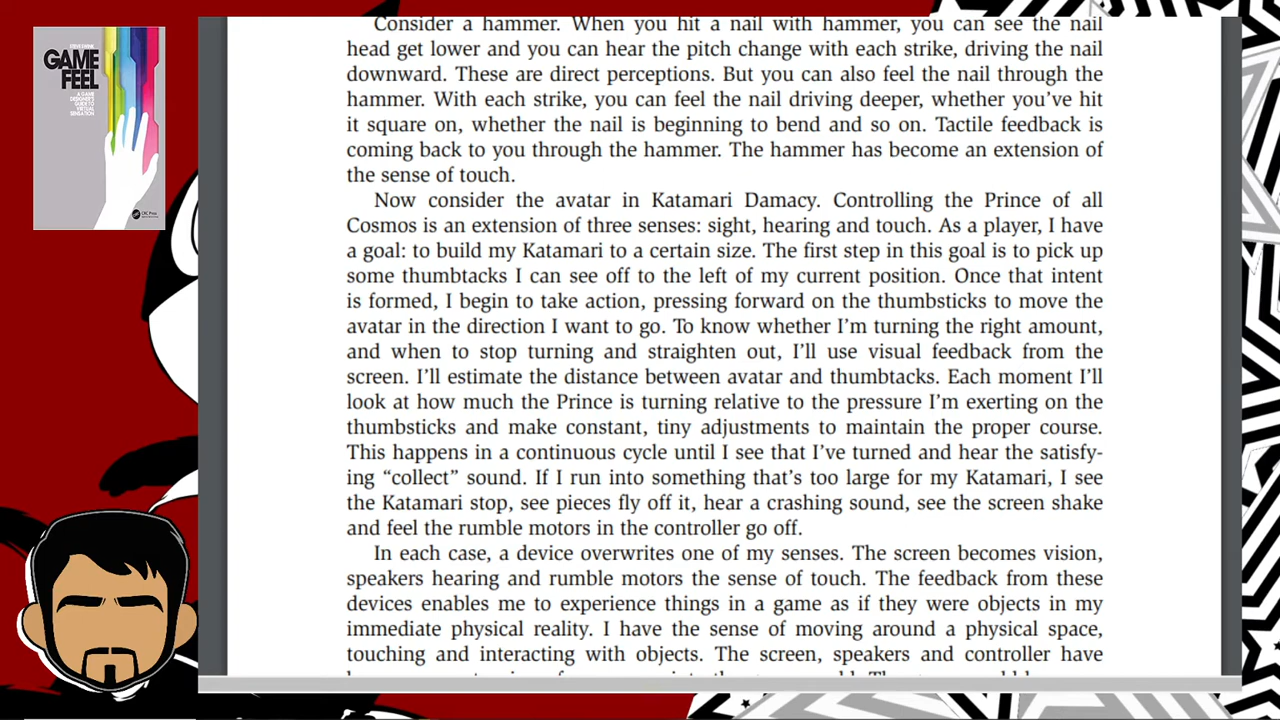 STEVE SWINK
GAME
FEEL
A GAME
DESIGNER'S
GUIDE TO
VIRTUAL
SENSATION
CRC Press
Consider a hammer. When you hit a nail with hammer, you can see the nail
head get lower and you can hear the pitch change with each strike, driving the nail
downward. These are direct perceptions. But you can also feel the nail through the
hammer. With each strike, you can feel the nail driving deeper, whether you've hit
it square on, whether the nail is beginning to bend and so on. Tactile feedback is
coming back to you through the hammer. The hammer has become an extension of
the sense of touch.
Now consider the avatar in Katamari Damacy. Controlling the Prince of all
Cosmos is an extension of three senses: sight, hearing and touch. As a player, I have
a goal: to build my Katamari to a certain size. The first step in this goal is to pick up
some thumbtacks I can see off to the left of my current position. Once that intent
is formed, I begin to take action, pressing forward on the thumbsticks to move the
avatar in the direction I want to go. To know whether I'm turning the right amount,
and when to stop turning and straighten out, I'll use visual feedback from the
screen. I'll estimate the distance between avatar and thumbtacks. Each moment I'll
look at how much the Prince is turning relative to the pressure I'm exerting on the
thumbsticks and make constant, tiny adjustments to maintain the proper course.
This happens in a continuous cycle until I see that I've turned and hear the satisfy-
ing “collect” sound. If I run into something that's too large for my Katamari, I see
the Katamari stop, see pieces fly off it, hear a crashing sound, see the screen shake
and feel the rumble motors in the controller go off.
In each case, a device overwrites one of my senses. The screen becomes vision,
speakers hearing and rumble motors the sense of touch. The feedback from these
devices enables me to experience things in a game as if they were objects in my
immediate physical reality. I have the sense of moving around a physical space,
touching and interacting with objects. The screen, speakers and controller have